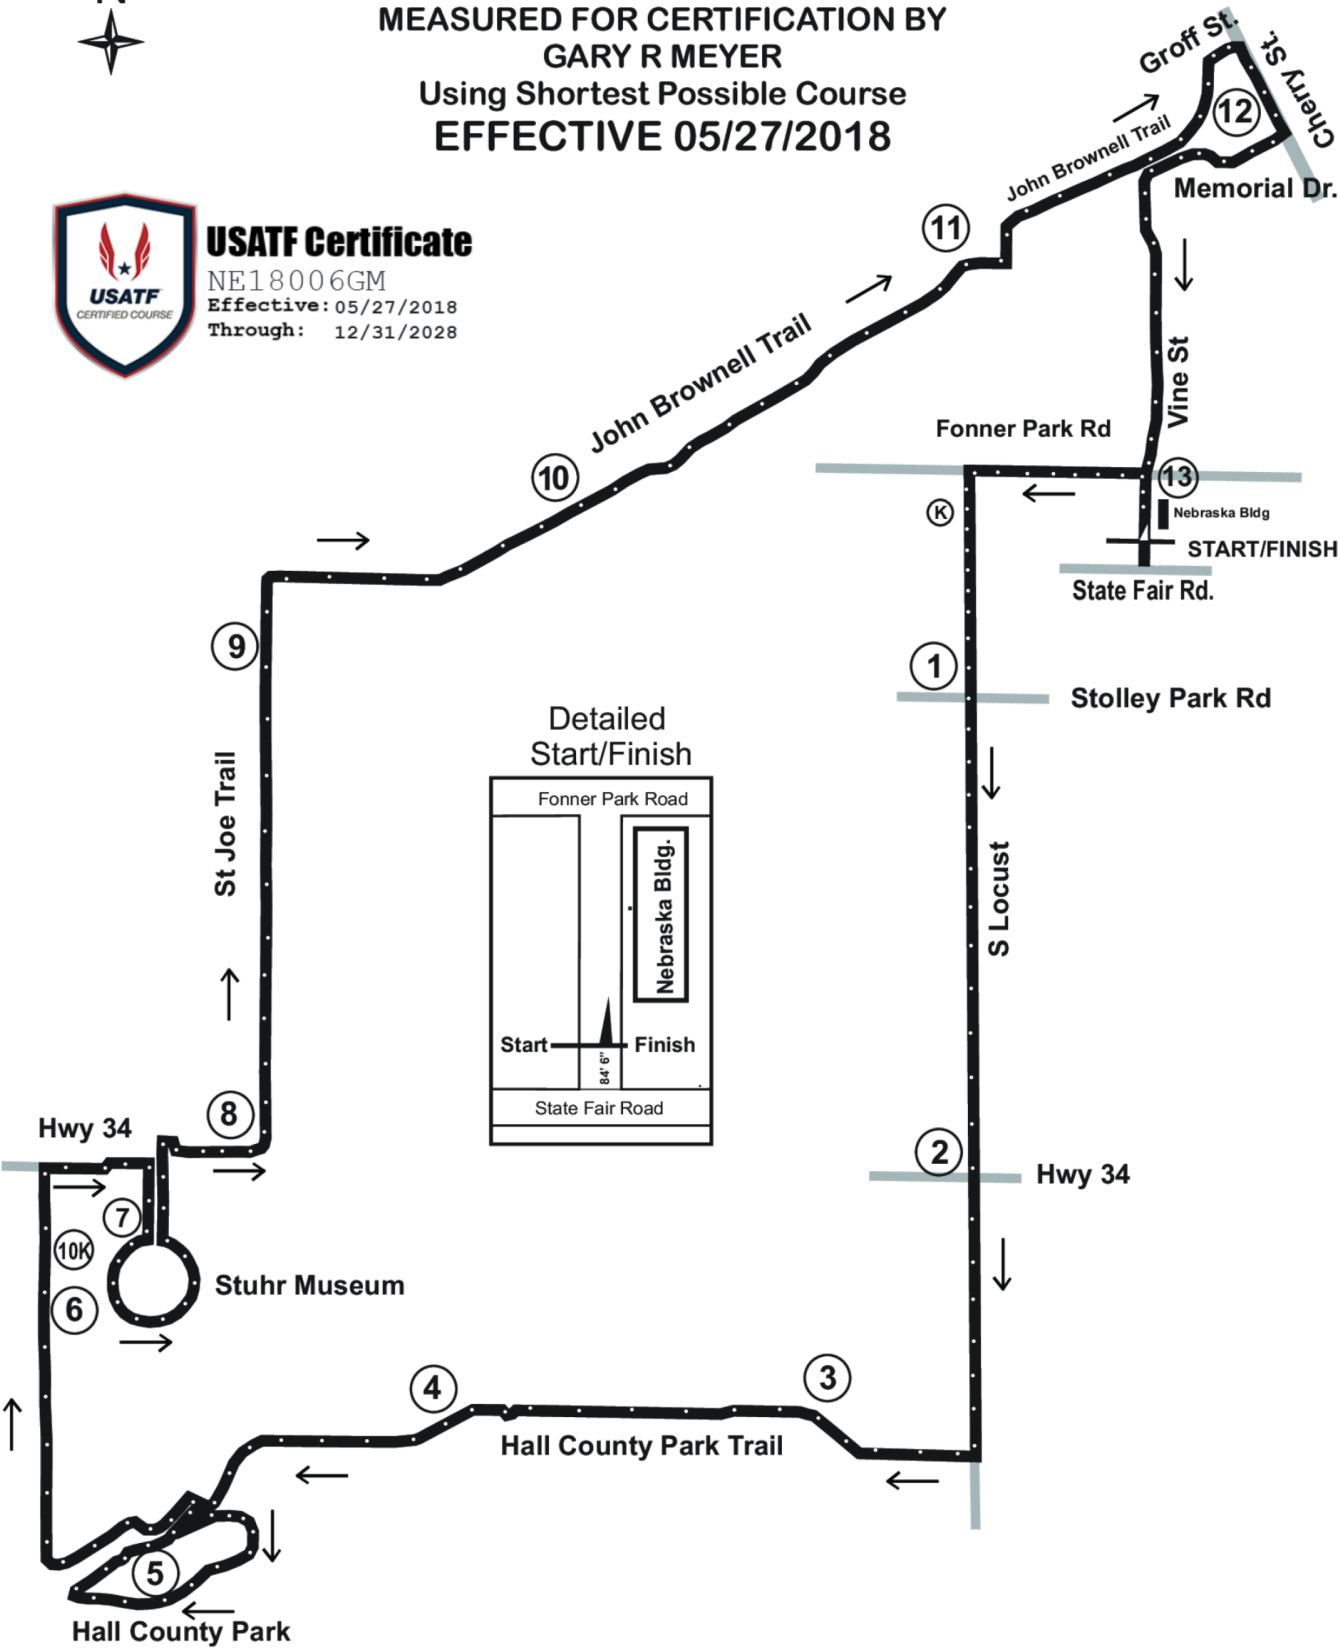 N
MEASURED FOR CERTIFICATION BY
GARY R MEYER
Using Shortest Possible Course
EFFECTIVE 05/27/2018
USATF
CERTIFIED COURSE
USATF Certificate
NE18006GM
Effective: 05/27/2018
Through: 12/31/2028
Groff St.
Cherry St.
12
John Brownell Trail
Memorial Dr.
11
John Brownell Trail
Vine St
Fonner Park Rd
10
13
K
Nebraska Bldg
START/FINISH
State Fair Rd.
9
1
Stolley Park Rd
St Joe Trail
Detailed
Start/Finish
Fonner Park Road
Nebraska Bldg.
Start
Finish
84' 6"
State Fair Road
S Locust
8
Hwy 34
2
Hwy 34
7
10K
6
Stuhr Museum
4
3
Hall County Park Trail
5
Hall County Park